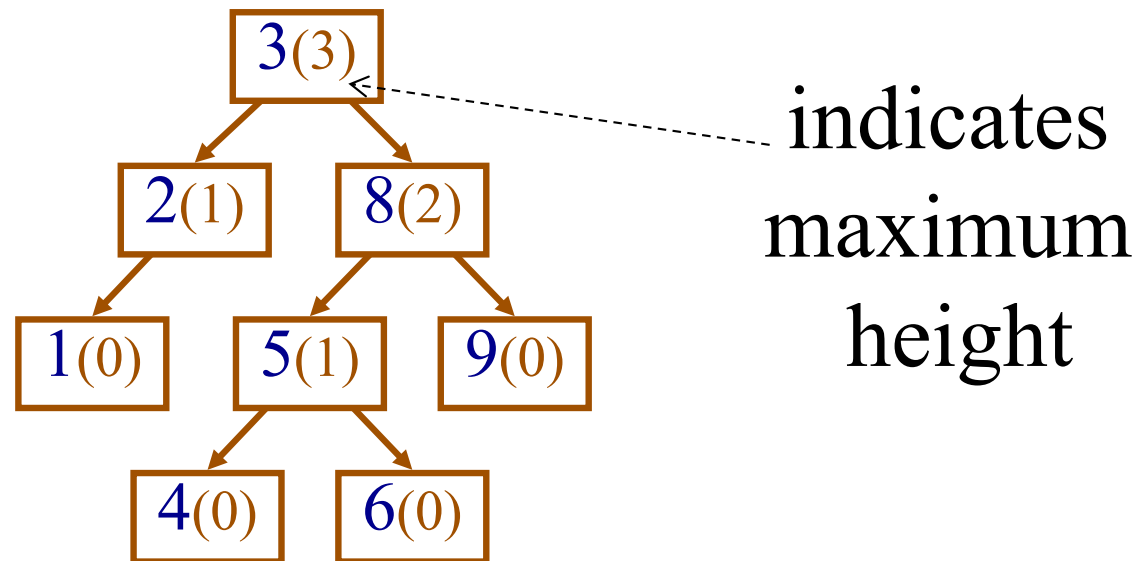 3(3)
indicates
maximum
height
2(1) 8(2)
1(0) 5(1) 9(0)
4(0) 6(0)